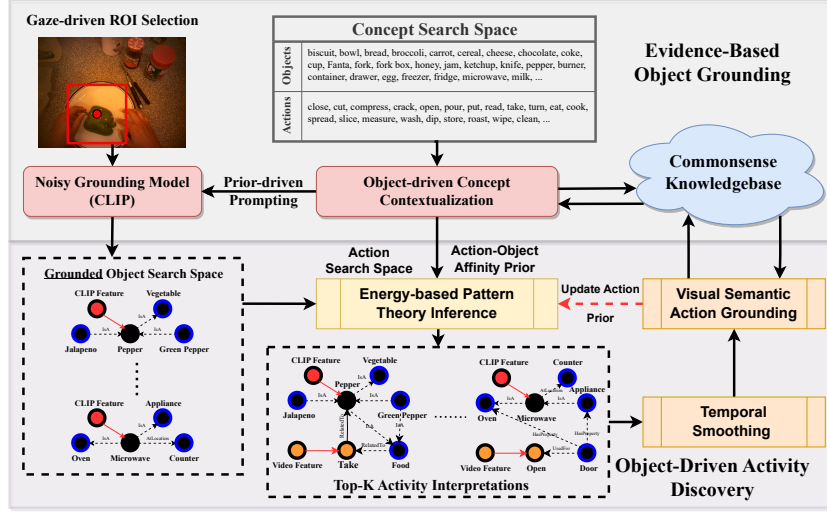 Gaze-driven ROI Selection
Concept Search Space
Objects
biscuit, bowl, bread, broccoli, carrot, cereal, cheese, chocolate, coke,
cup, Fanta, fork, fork box, honey, jam, ketchup, knife, pepper, burner,
container, drawer, egg, freezer, fridge, microwave, milk, ...
Actions
close, cut, compress, crack, open, pour, put, read, take, turn, eat, cook,
spread, slice, measure, wash, dip, store, roast, wipe, clean, ...
Evidence-Based
Object Grounding
Noisy Grounding Model
(CLIP)
Prior-driven
Prompting
Object-driven Concept
Contextualization
Commonsense
Knowledgebase
Grounded Object Search Space
CLIP Feature
Vegetable
IsA
IsA
IsA
Jalapeno
Pepper
Green Pepper
CLIP Feature
Appliance
IsA
IsA
AtLocation
Oven
Microwave
Counter
Action
Search Space
Action-Object
Affinity Prior
Energy-based Pattern
Theory Inference
Update Action
Prior
Visual Semantic
Action Grounding
CLIP Feature
Vegetable
Pepper
IsA
IsA
IsA
Jalapeno
Green Pepper
RelatedTo
IsA
IsA
RelatedTo
Video Feature
Take
Food
CLIP Feature
Counter
AtLocation
Appliance
IsA
IsA
Oven
Microwave
HasProperty
HasProperty
UsedFor
Video Feature
Open
Door
Top-K Activity Interpretations
Temporal
Smoothing
Object-Driven Activity
Discovery